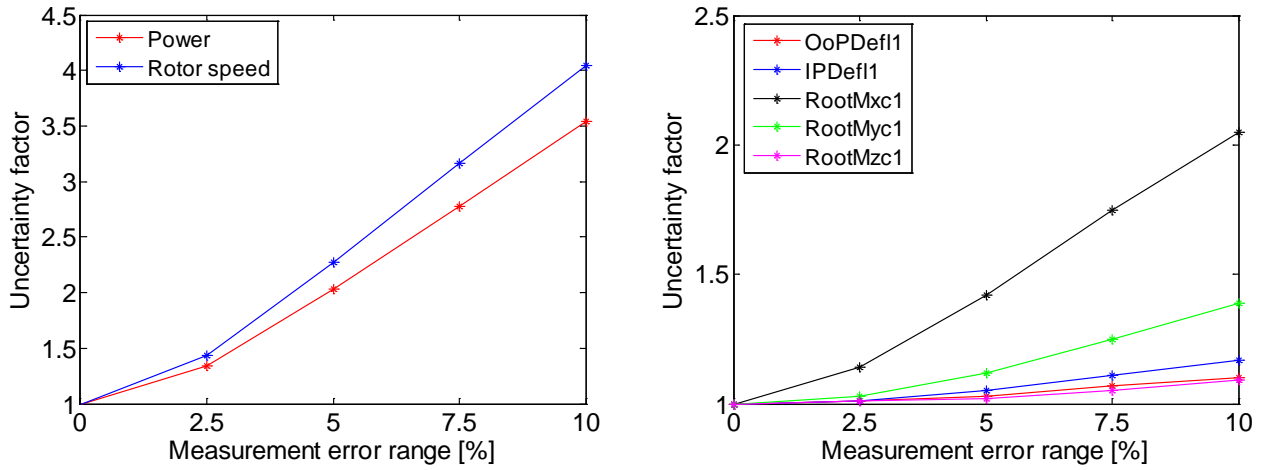 4.5
4
3.5
3
2.5
2
1.5
1
Uncertainty factor
Power
Rotor speed
0
2.5
5
7.5
10
Measurement error range [%]
2.5
2
1.5
1
Uncertainty factor
OoPDefl1
IPDefl1
RootMxc1
RootMyc1
RootMzc1
0
2.5
5
7.5
10
Measurement error range [%]